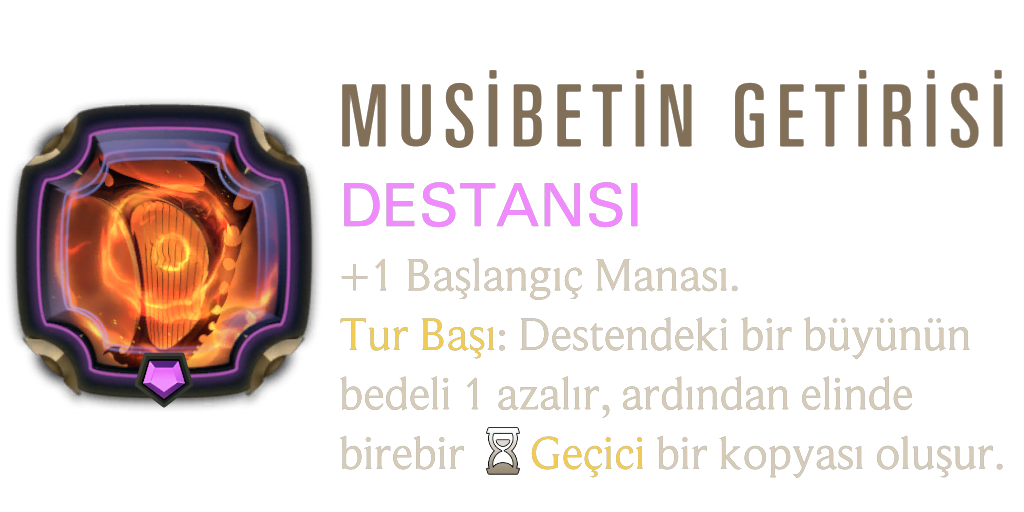 MUSİBETİN GETİRİSİ
DESTANSI
+1 Başlangıç Manası.
Tur Başı: Destendeki bir büyünün
bedeli 1 azalır, ardından elinde
birebir Geçici bir kopyası oluşur.